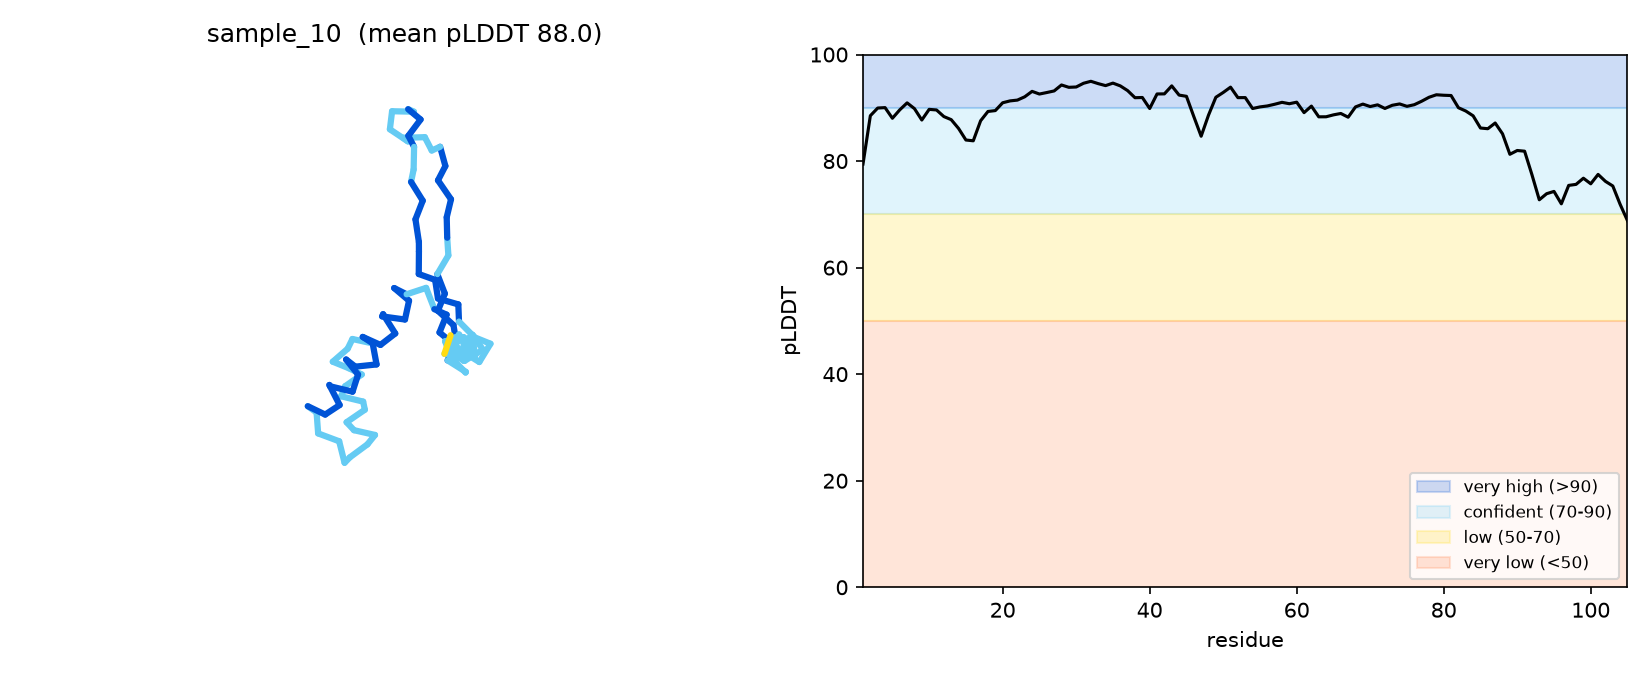 sample_10 (mean pLDDT 88.0)
100
80
60
40
20
0
pLDDT
20 40 60 80 100
residue
very high (>90)
confident (70-90)
low (50-70)
very low (<50)